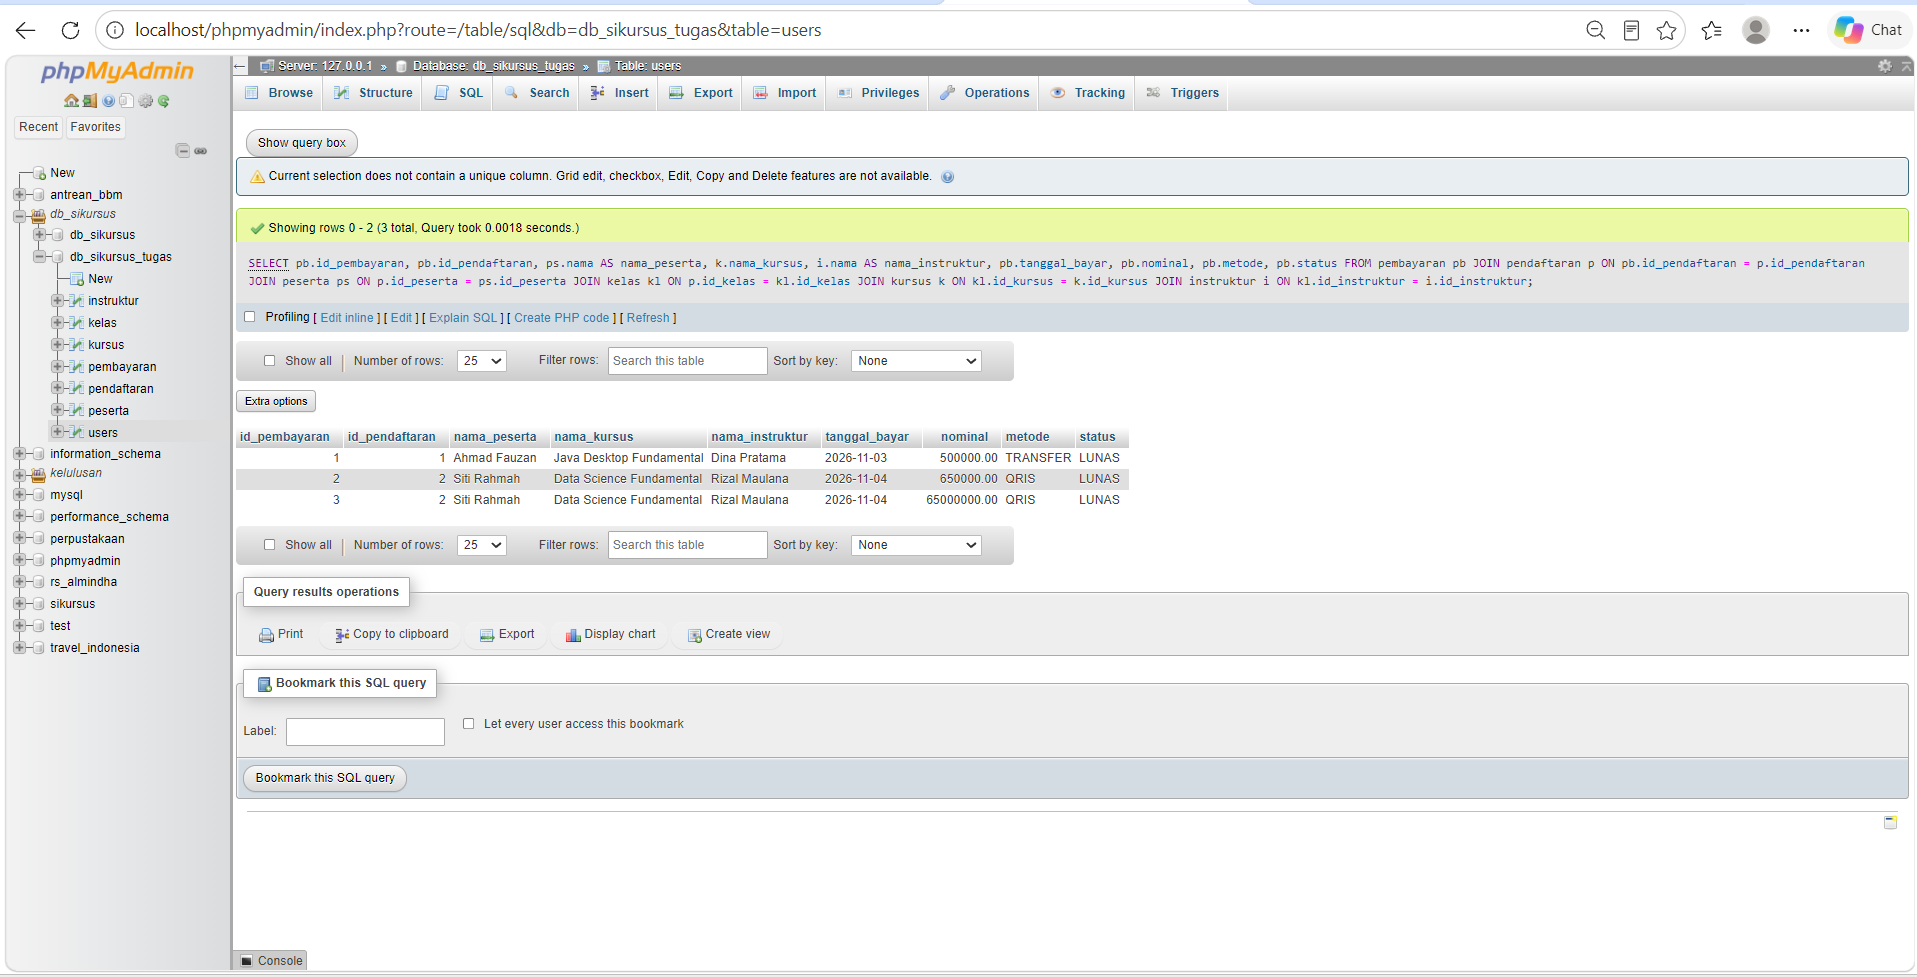 localhost/phpmyadmin/index.php?route=/table/sql&db=db_sikursus_tugas&table=users
Chat
phpMyAdmin
Recent Favorites
New
antrean_bbm
db_sikursus
db_sikursus
db_sikursus_tugas
New
instruktur
kelas
kursus
pembayaran
pendaftaran
peserta
users
information_schema
kelulusan
mysql
performance_schema
perpustakaan
phpmyadmin
rs_almindha
sikursus
test
travel_indonesia
Server: 127.0.0.1 » Database: db_sikursus_tugas » Table: users
Browse Structure SQL Search Insert Export Import Privileges Operations Tracking Triggers
Show query box
Current selection does not contain a unique column. Grid edit, checkbox, Edit, Copy and Delete features are not available.
Showing rows 0 - 2 (3 total, Query took 0.0018 seconds.)
SELECT pb.id_pembayaran, pb.id_pendaftaran, ps.nama AS nama_peserta, k.nama_kursus, i.nama AS nama_instruktur, pb.tanggal_bayar, pb.nominal, pb.metode, pb.status FROM pembayaran pb JOIN pendaftaran p ON pb.id_pendaftaran = p.id_pendaftaran
JOIN peserta ps ON p.id_peserta = ps.id_peserta JOIN kelas kl ON p.id_kelas = kl.id_kelas JOIN kursus k ON kl.id_kursus = k.id_kursus JOIN instruktur i ON kl.id_instruktur = i.id_instruktur;
Profiling [ Edit inline ] [ Edit ] [ Explain SQL ] [ Create PHP code ] [ Refresh ]
Show all Number of rows: 25 Filter rows: Search this table Sort by key: None
Extra options
id_pembayaran id_pendaftaran nama_peserta nama_kursus nama_instruktur tanggal_bayar nominal metode status
1 1 Ahmad Fauzan Java Desktop Fundamental Dina Pratama 2026-11-03 500000.00 TRANSFER LUNAS
2 2 Siti Rahmah Data Science Fundamental Rizal Maulana 2026-11-04 650000.00 QRIS LUNAS
3 2 Siti Rahmah Data Science Fundamental Rizal Maulana 2026-11-04 65000000.00 QRIS LUNAS
Show all Number of rows: 25 Filter rows: Search this table Sort by key: None
Query results operations
Print Copy to clipboard Export Display chart Create view
Bookmark this SQL query
Label: Let every user access this bookmark
Bookmark this SQL query
Console